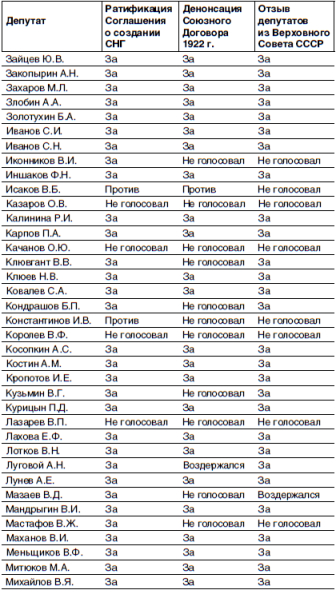 Депутат Ратификация Соглашения о создании СНГ Денонсация Союзного Договора 1922 г. Отзыв депутатов из Верховного Совета СССР
Зайцев Ю.В. За За За
Закопырин А.Н. За За За
Захаров М.Л. За За За
Злобин А.А. За За За
Золотухин Б.А. За За За
Иванов С.И. За За За
Иванов С.Н. За За За
Иконников В.И. За Не голосовал Не голосовал
Иншаков Ф.Н. За За За
Исаков В.Б. Против Против Не голосовал
Казаров О.В. Не голосовал Не голосовал Не голосовал
Калинина Р.И. За За За
Карпов П.А. За За За
Качанов О.Ю. Не голосовал Не голосовал Не голосовал
Клювгант В.В. За Не голосовал За
Клюев Н.В. За За За
Ковалев С.А. За За За
Кондрашов Б.П. За Не голосовал За
Константинов И.В. Против Не голосовал Не голосовал
Королев В.Ф. Не голосовал Не голосовал Не голосовал
Косопкин А.С. За За За
Костин А.М. За За За
Кропотов И.Е. За За За
Кузьмин В.Г. За Не голосовал За
Курицын П.Д. За За За
Лазарев В.П. Не голосовал Не голосовал Не голосовал
Лахова Е.Ф. За За За
Лотков В.Н. За За За
Луговой А.Н. За Воздержался За
Лунев А.Е. За За За
Мазаев В.Д. За Не голосовал Воздержался
Мандрыгин В.И. За За За
Мастафов В.Ж. За Не голосовал Не голосовал
Маханов В.И. За За За
Меньщиков В.Ф. За За За
Митюков М.А. За За За
Михайлов В.Я. За За За